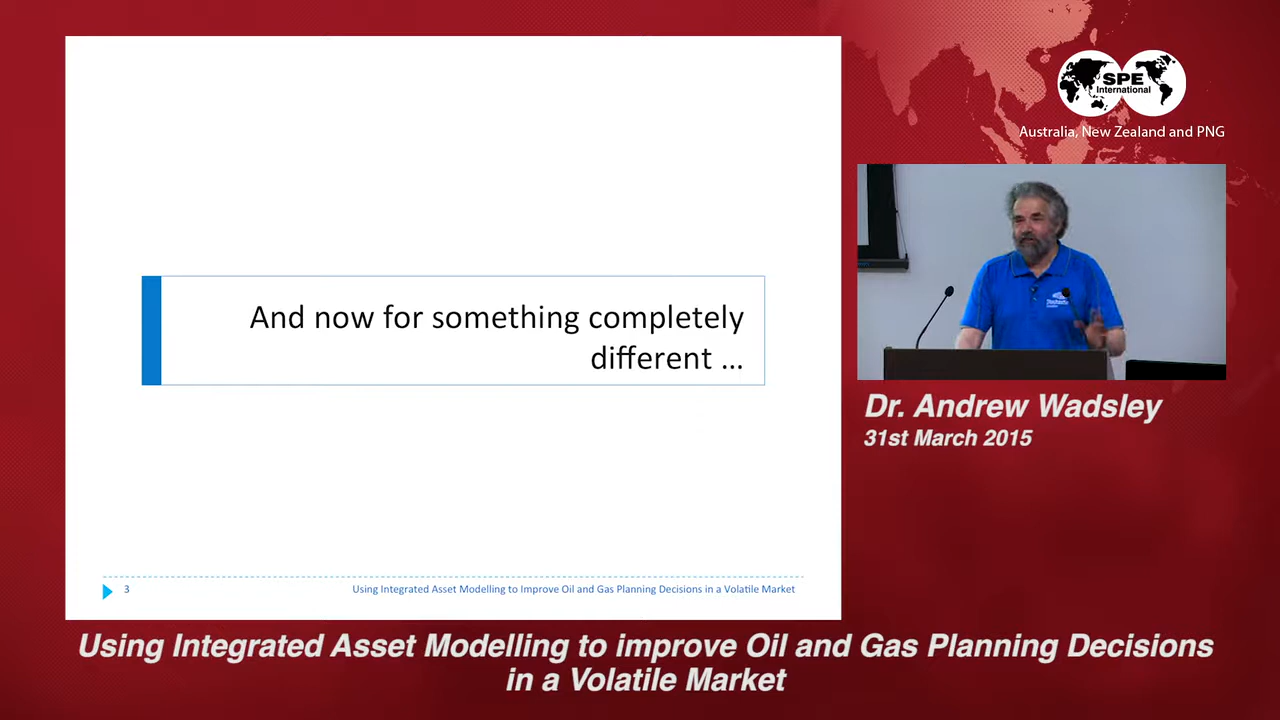 SPE
International
Australia, New Zealand and PNG
And now for something completely
different ...
3
Using Integrated Asset Modelling to Improve Oil and Gas Planning Decisions in a Volatile Market
Dr. Andrew Wadsley
31st March 2015
Using Integrated Asset Modelling to improve Oil and Gas Planning Decisions
in a Volatile Market